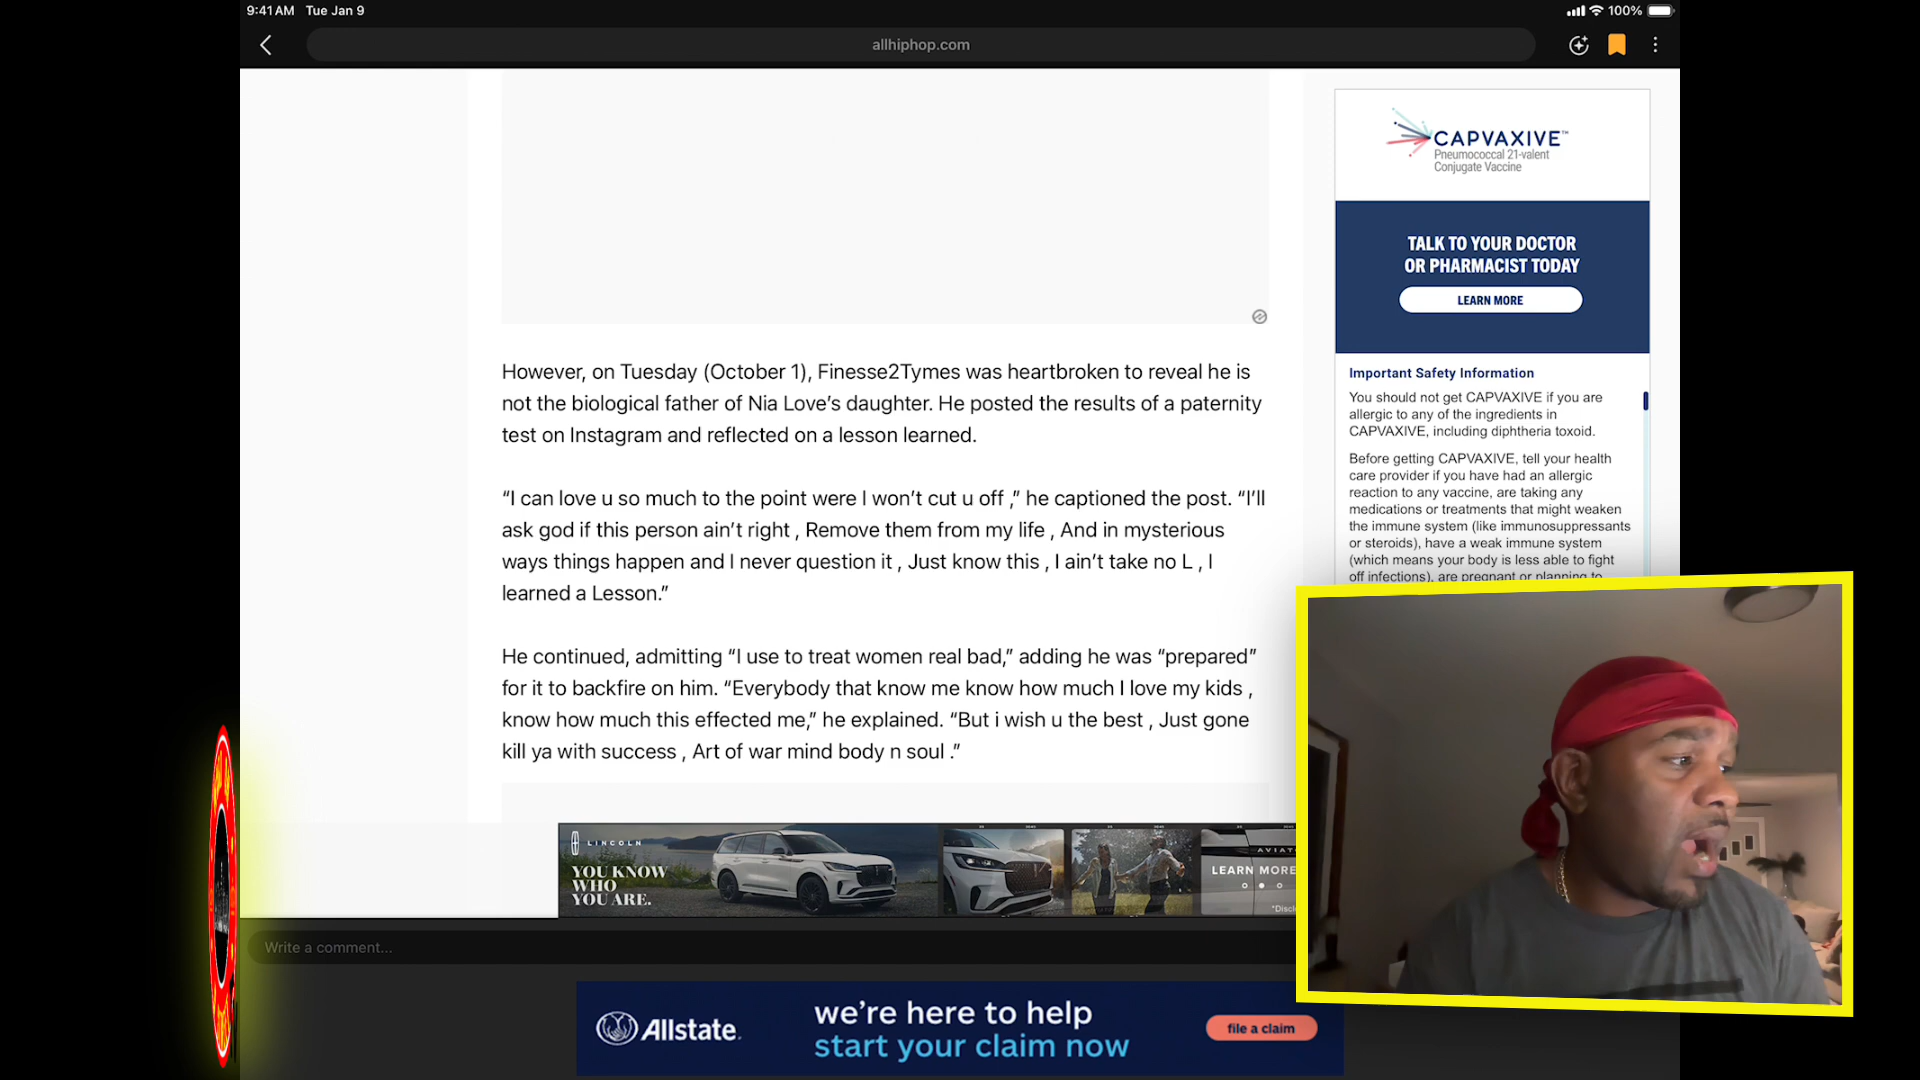 9:41AM Tue Jan 9
100%
allhiphop.com
CAPVAXIVE™
Pneumococcal 21-valent
Conjugate Vaccine
TALK TO YOUR DOCTOR
OR PHARMACIST TODAY
LEARN MORE
Important Safety Information
You should not get CAPVAXIVE if you are
allergic to any of the ingredients in
CAPVAXIVE, including diphtheria toxoid.
Before getting CAPVAXIVE, tell your health
care provider if you have had an allergic
reaction to any vaccine, are taking any
medications or treatments that might weaken
the immune system (like immunosuppressants
or steroids), have a weak immune system
(which means your body is less able to fight
off infections), are pregnant or planning to
However, on Tuesday (October 1), Finesse2Tymes was heartbroken to reveal he is
not the biological father of Nia Love’s daughter. He posted the results of a paternity
test on Instagram and reflected on a lesson learned.
“I can love u so much to the point were I won’t cut u off ,” he captioned the post. “I’ll
ask god if this person ain’t right , Remove them from my life , And in mysterious
ways things happen and I never question it , Just know this , I ain’t take no L , I
learned a Lesson.”
He continued, admitting “I use to treat women real bad,” adding he was “prepared”
for it to backfire on him. “Everybody that know me know how much I love my kids ,
know how much this effected me,” he explained. “But i wish u the best , Just gone
kill ya with success , Art of war mind body n soul .”
LINCOLN
YOU KNOW
WHO
YOU ARE.
AVIAT
LEARN MORE
*Discl
Write a comment...
Allstate.
we’re here to help
start your claim now
file a claim